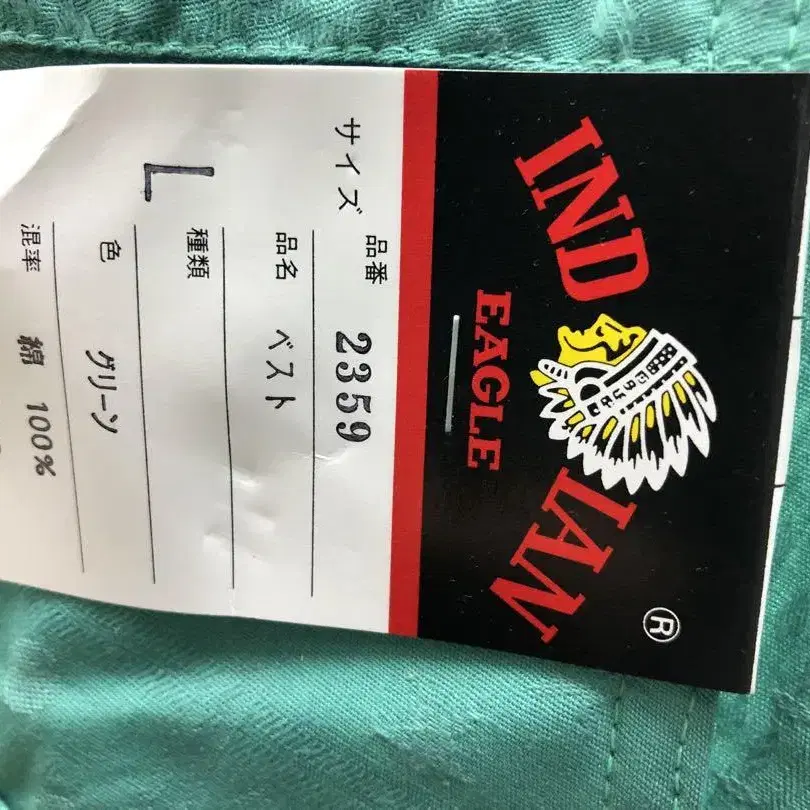 INDIAN
®
EAGLE
サイズ
L
品番 2359
品名 ベスト
種類
色 グリーン
混率 綿 100%